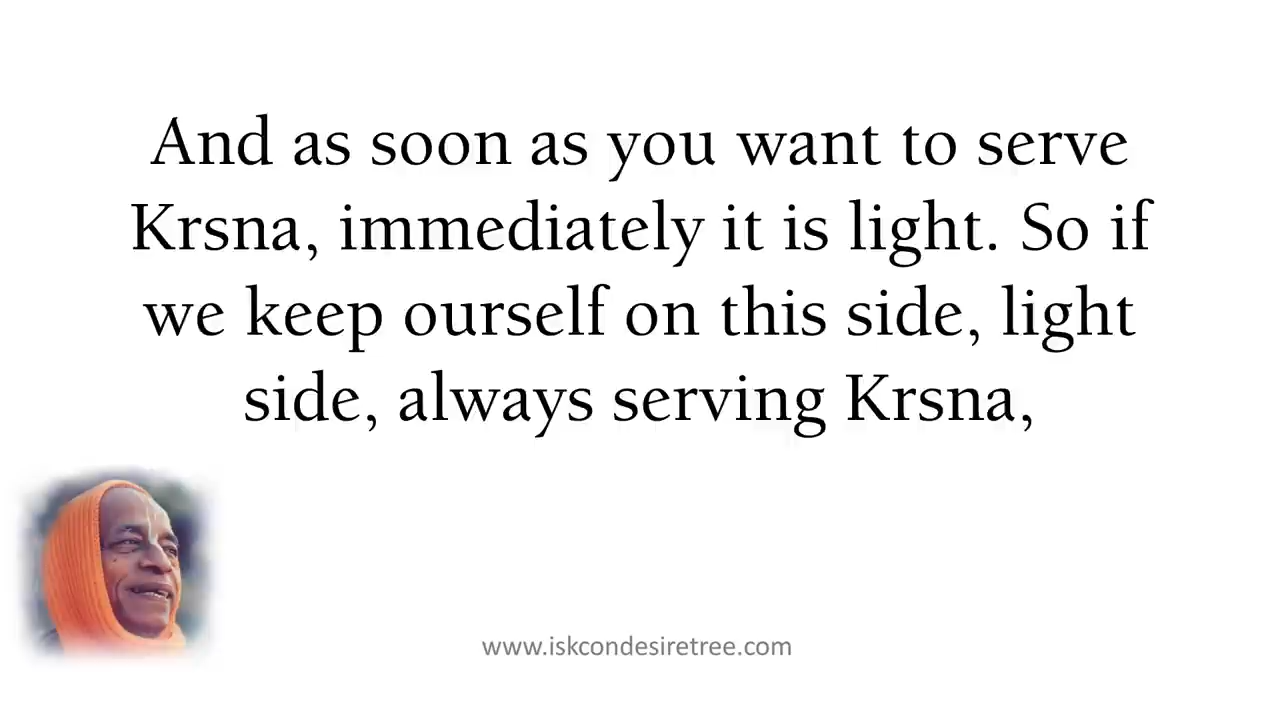 And as soon as you want to serve
Krsna, immediately it is light. So if
we keep ourself on this side, light
side, always serving Krsna,
www.iskcondesiretree.com